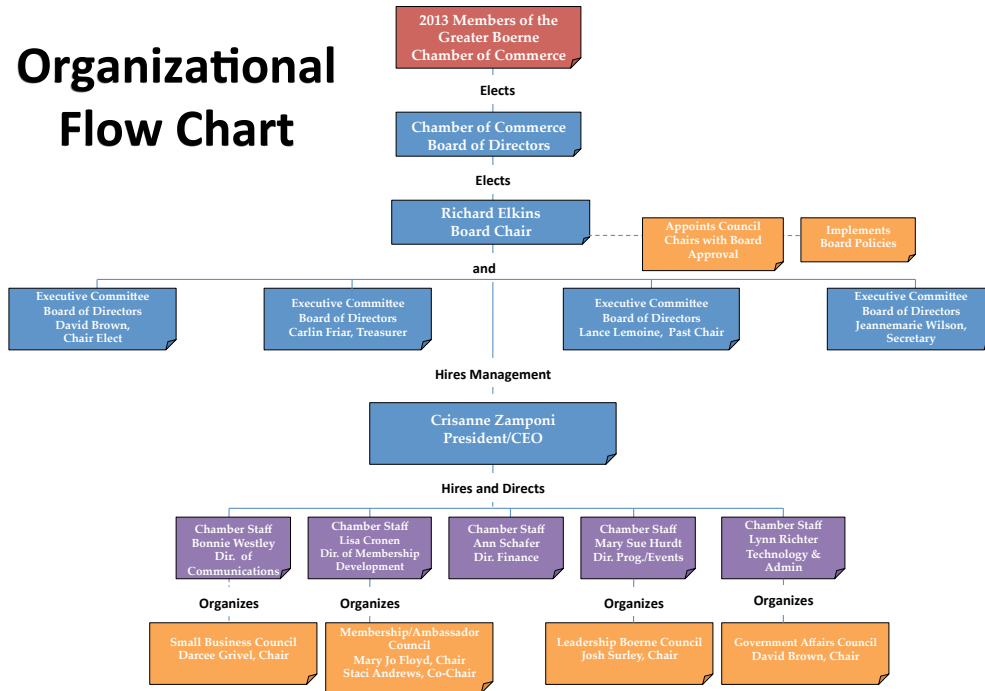 Organizational
Flow Chart
2013 Members of the
Greater Boerne
Chamber of Commerce
Elects
Chamber of Commerce
Board of Directors
Elects
Richard Elkins
Board Chair
Appoints Council
Chairs with Board
Approval
Implements
Board Policies
and
Executive Committee
Board of Directors
David Brown,
Chair Elect
Executive Committee
Board of Directors
Carlin Friar, Treasurer
Executive Committee
Board of Directors
Lance Lemoine, Past Chair
Executive Committee
Board of Directors
Jeannemarie Wilson,
Secretary
Hires Management
Crisanne Zamponi
President/CEO
Hires and Directs
Chamber Staff
Bonnie Westley
Dir. of
Communications
Chamber Staff
Lisa Cronen
Dir. of Membership
Development
Chamber Staff
Ann Schafer
Dir. Finance
Chamber Staff
Mary Sue Hurdt
Dir. Prog./Events
Chamber Staff
Lynn Richter
Technology &
Admin
Organizes
Organizes
Organizes
Organizes
Small Business Council
Darcee Grivel, Chair
Membership/Ambassador
Council
Mary Jo Floyd, Chair
Staci Andrews, Co-Chair
Leadership Boerne Council
Josh Surley, Chair
Government Affairs Council
David Brown, Chair